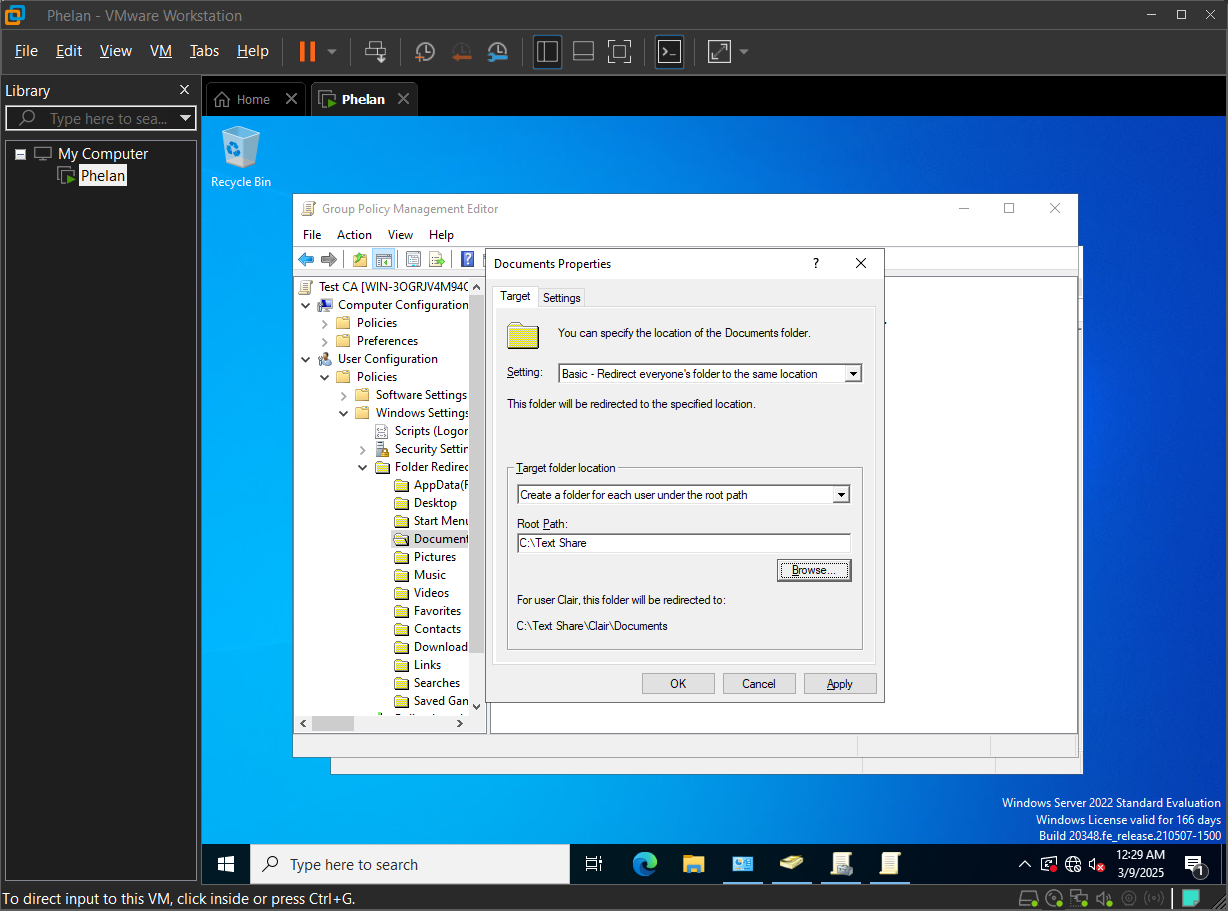 Phelan - VMware Workstation
File Edit View VM Tabs Help
Library
Type here to sea...
My Computer
Phelan
Home
Phelan
Recycle Bin
Group Policy Management Editor
File Action View Help
Test CA [WIN-3OGRJV4M94C
Computer Configuration
Policies
Preferences
User Configuration
Policies
Software Settings
Windows Settings
Scripts (Logon
Security Settin
Folder Redirec
AppData(R
Desktop
Start Menu
Document
Pictures
Music
Videos
Favorites
Contacts
Download
Links
Searches
Saved Gan
Documents Properties
?
Target Settings
You can specify the location of the Documents folder.
Setting: Basic - Redirect everyone's folder to the same location
This folder will be redirected to the specified location.
Target folder location
Create a folder for each user under the root path
Root Path:
C:\Text Share
Browse...
For user Clair, this folder will be redirected to:
C:\Text Share\Clair\Documents
OK Cancel Apply
Windows Server 2022 Standard Evaluation
Windows License valid for 166 days
Build 20348.fe_release.210507-1500
Type here to search
12:29 AM
3/9/2025
1
To direct input to this VM, click inside or press Ctrl+G.